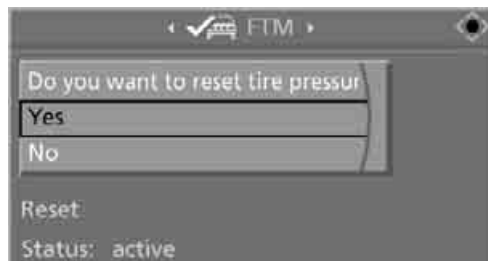 FTM
Do you want to reset tire pressur
Yes
No
Reset
Status: active